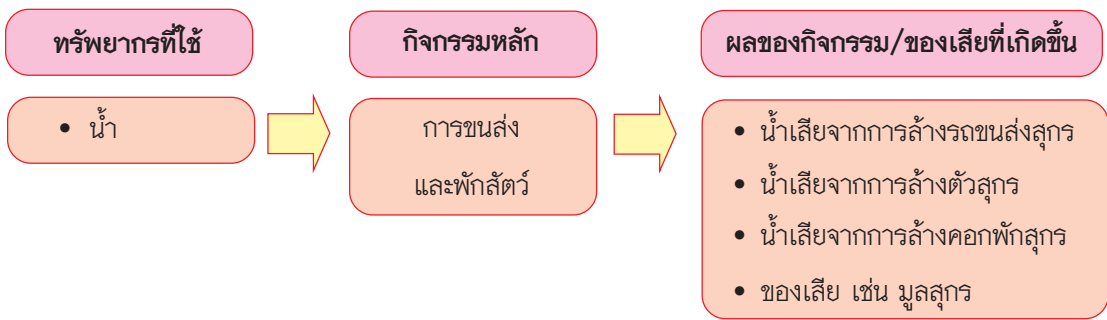 ทรัพยากรที่ใช้
กิจกรรมหลัก
ผลของกิจกรรม/ของเสียที่เกิดขึ้น
• น้ำ
การขนส่ง
และพักสัตว์
• น้ำเสียจากการล้างรถขนส่งสุกร
• น้ำเสียจากการล้างตัวสุกร
• น้ำเสียจากการล้างคอกพักสุกร
• ของเสีย เช่น มูลสุกร